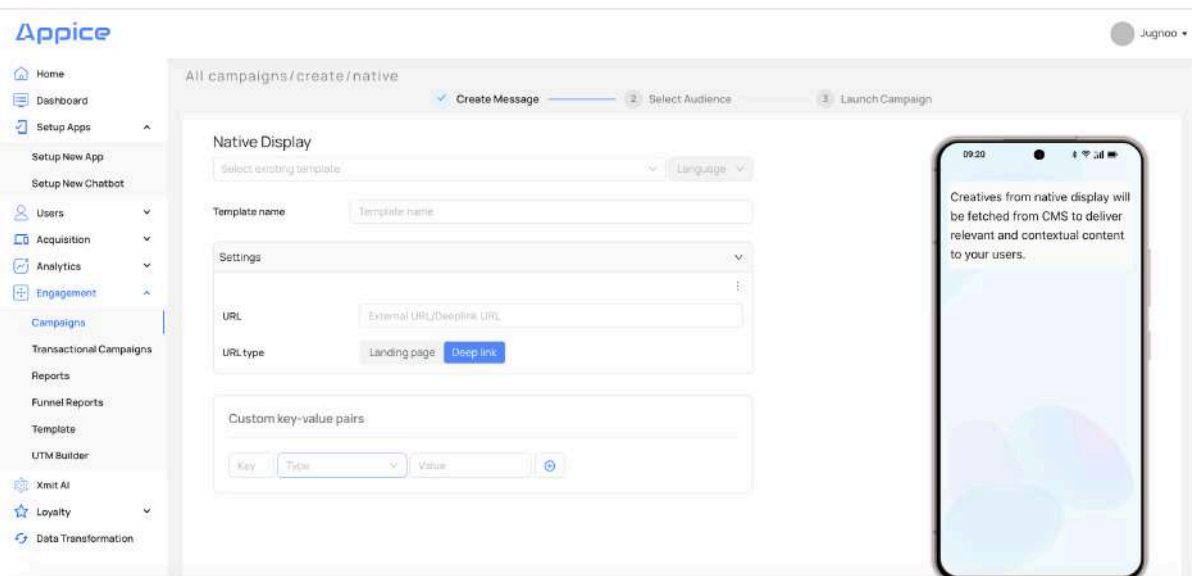 Appice
Jugnoo
Home
Dashboard
Setup Apps
Setup New App
Setup New Chatbot
Users
Acquisition
Analytics
Engagement
Campaigns
Transactional Campaigns
Reports
Funnel Reports
Template
UTM Builder
Xmit AI
Loyalty
Data Transformation
All campaigns/create/native
Create Message
2 Select Audience
3 Launch Campaign
Native Display
Select existing template
Language
Template name
Template name
Settings
URL
External URL/Deeplink URL
URL type
Landing page
Deep link
Custom key-value pairs
Key
Type
Value
09:20
Creatives from native display will
be fetched from CMS to deliver
relevant and contextual content
to your users.